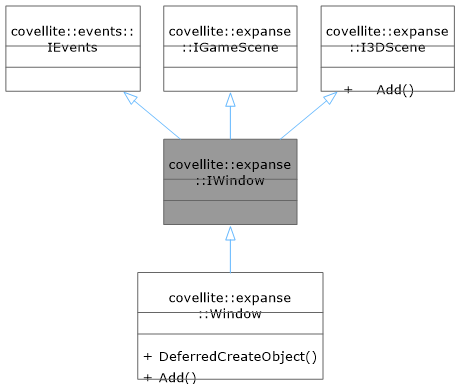 covellite::events::
IEvents
covellite::expanse
::IGameScene
covellite::expanse
::I3DScene
+ Add()
covellite::expanse
::IWindow
covellite::expanse
::Window
+ DeferredCreateObject()
+ Add()